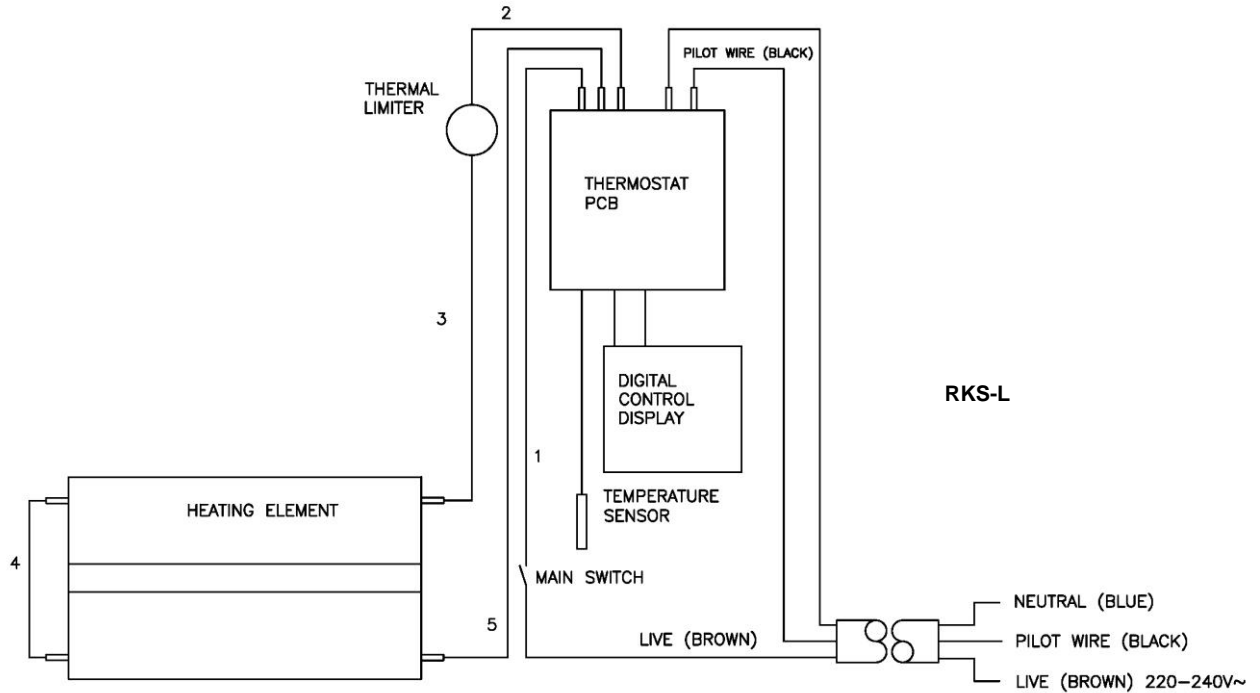 2
PILOT WIRE (BLACK)
THERMAL
LIMITER
THERMOSTAT
PCB
3
DIGITAL
CONTROL
DISPLAY
RKS-L
1
TEMPERATURE
SENSOR
HEATING ELEMENT
4
MAIN SWITCH
5
LIVE (BROWN)
NEUTRAL (BLUE)
PILOT WIRE (BLACK)
LIVE (BROWN) 220-240V~